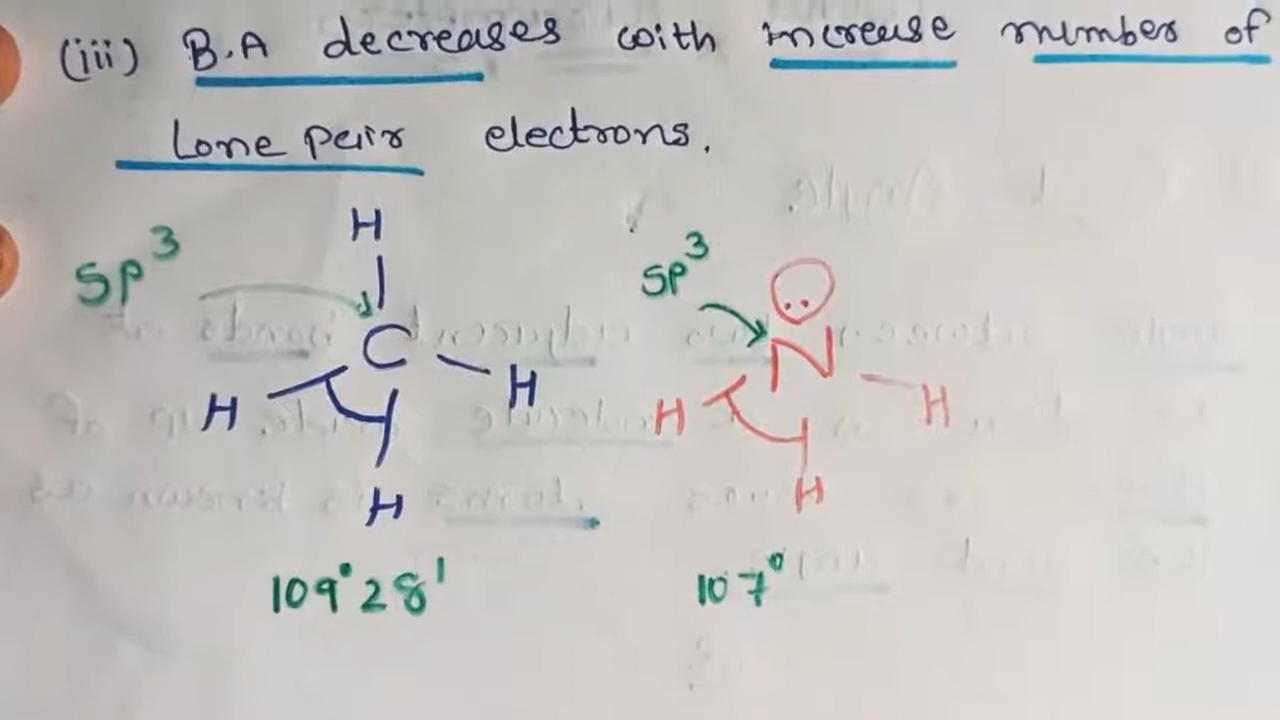 (iii) B.A decreases with increase number of
Lone pair electrons.
H
Sp³
Sp³
..
C
N
H
H
H
H
H
H
109°28'
107°